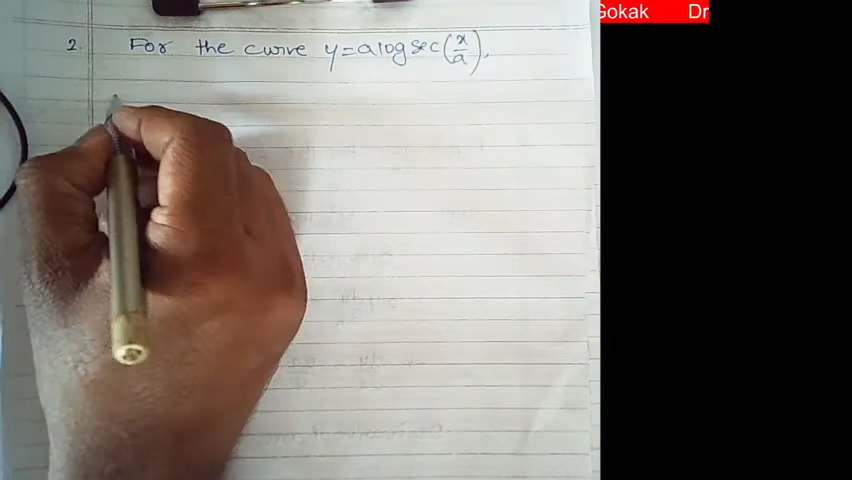 Gokak Dr
2. For the curve y=a log sec(x/a),